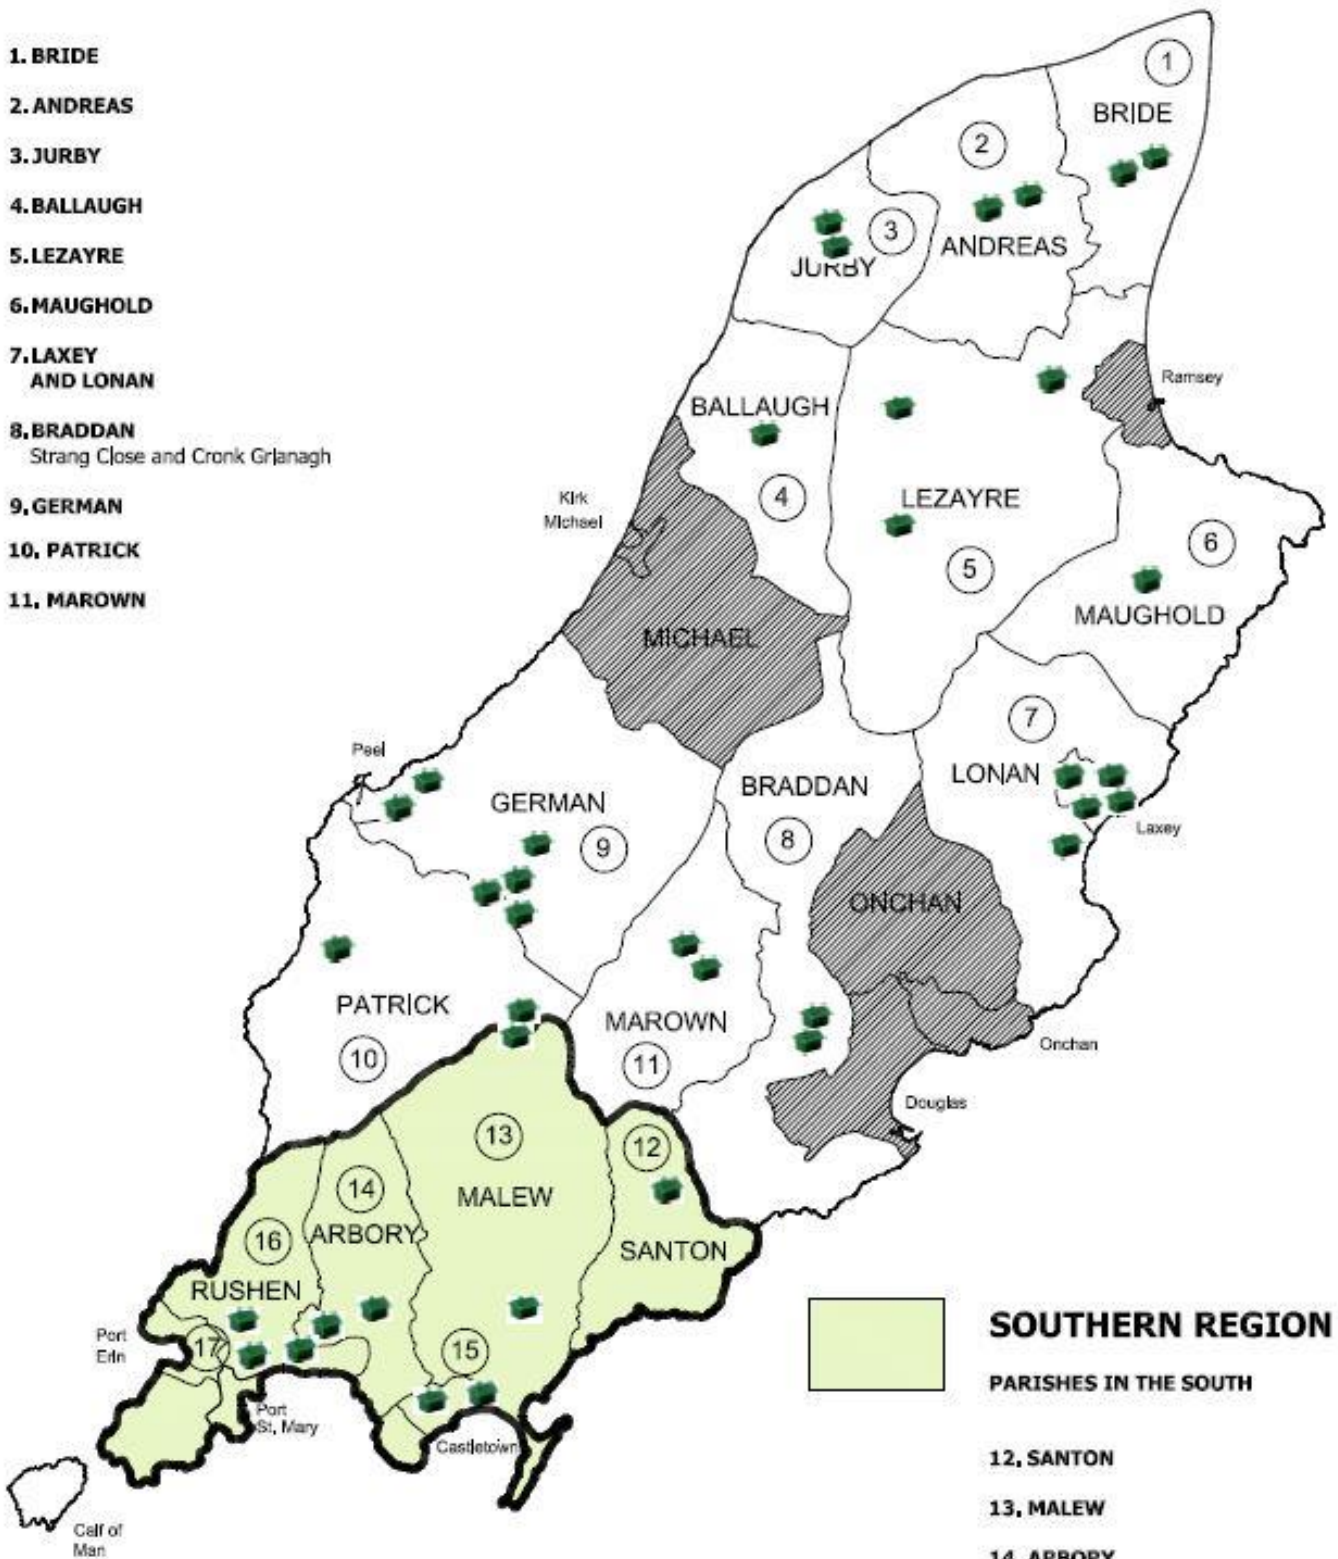 1. BRIDE
2. ANDREAS
3. JURBY
4. BALLAUGH
5. LEZAYRE
6. MAUGHOLD
7. LAXEY
AND LONAN
8. BRADDAN
Strang Close and Cronk Grianagh
9. GERMAN
10. PATRICK
11. MAROWN
1
BRIDE
2
ANDREAS
3
JURBY
Ramsey
BALLAUGH
4
LEZAYRE
5
Kirk
Michael
6
MAUGHOLD
MICHAEL
7
LONAN
Laxey
Peel
GERMAN
9
BRADDAN
8
ONCHAN
PATRICK
10
MAROWN
11
Onchan
Douglas
13
MALEW
12
SANTON
14
ARBORY
16
RUSHEN
Port
Erin
17
15
Port
St. Mary
Castletown
Calf of
Man
SOUTHERN REGION
PARISHES IN THE SOUTH
12. SANTON
13. MALEW
14. ARBORY